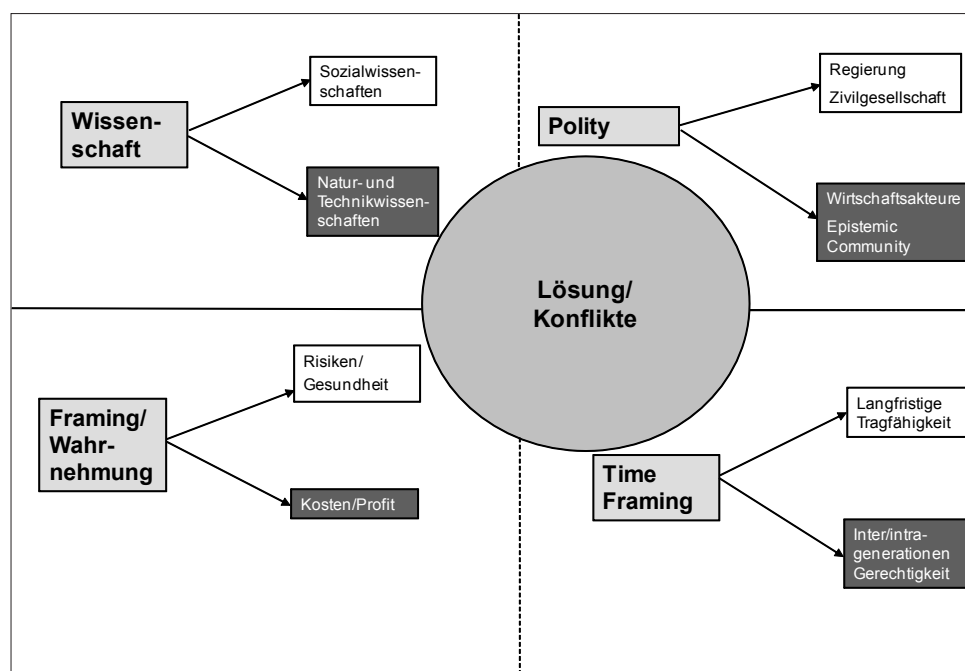 Wissen-
schaft
Sozialwissen-
schaften
Natur- und
Technikwissen-
schaften
Polity
Regierung
Zivilgesellschaft
Wirtschaftsakteure
Epistemic
Community
Lösung/
Konflikte
Framing/
Wahr-
nehmung
Risiken/
Gesundheit
Kosten/Profit
Time
Framing
Langfristige
Tragfähigkeit
Inter/intra-
generationen
Gerechtigkeit